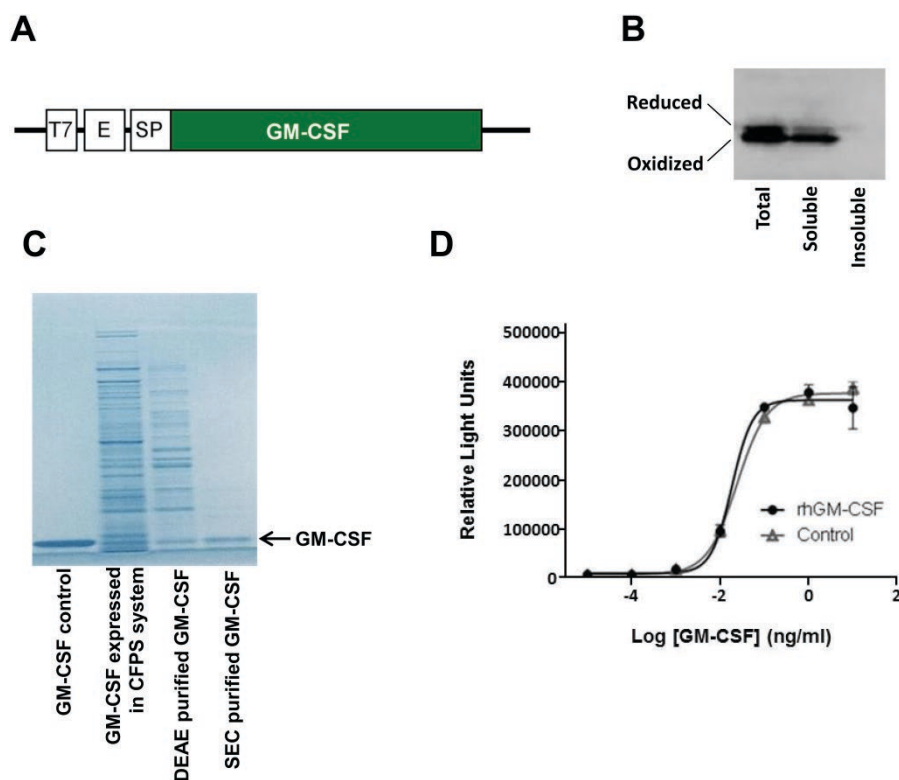 A
T7 E SP GM-CSF
B
Reduced
Oxidized
Total
Soluble
Insoluble
C
GM-CSF
GM-CSF control
GM-CSF expressed
in CFPS system
DEAE purified GM-CSF
SEC purified GM-CSF
D
500000
400000
300000
200000
100000
0
Relative Light Units
rhGM-CSF
Control
-4 -2 0 2
Log [GM-CSF] (ng/ml)